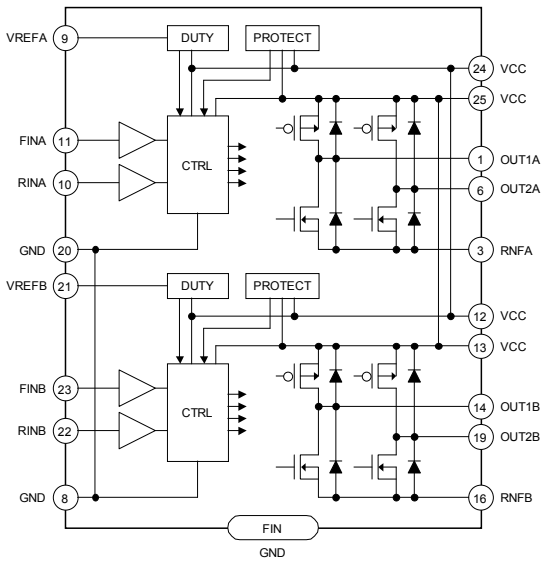 VREFA 9 DUTY PROTECT
24 VCC
25 VCC
FINA 11
CTRL
1 OUT1A
RINA 10
6 OUT2A
GND 20
3 RNFA
VREFB 21 DUTY PROTECT
12 VCC
13 VCC
FINB 23
CTRL
14 OUT1B
RINB 22
19 OUT2B
GND 8
16 RNFB
FIN
GND